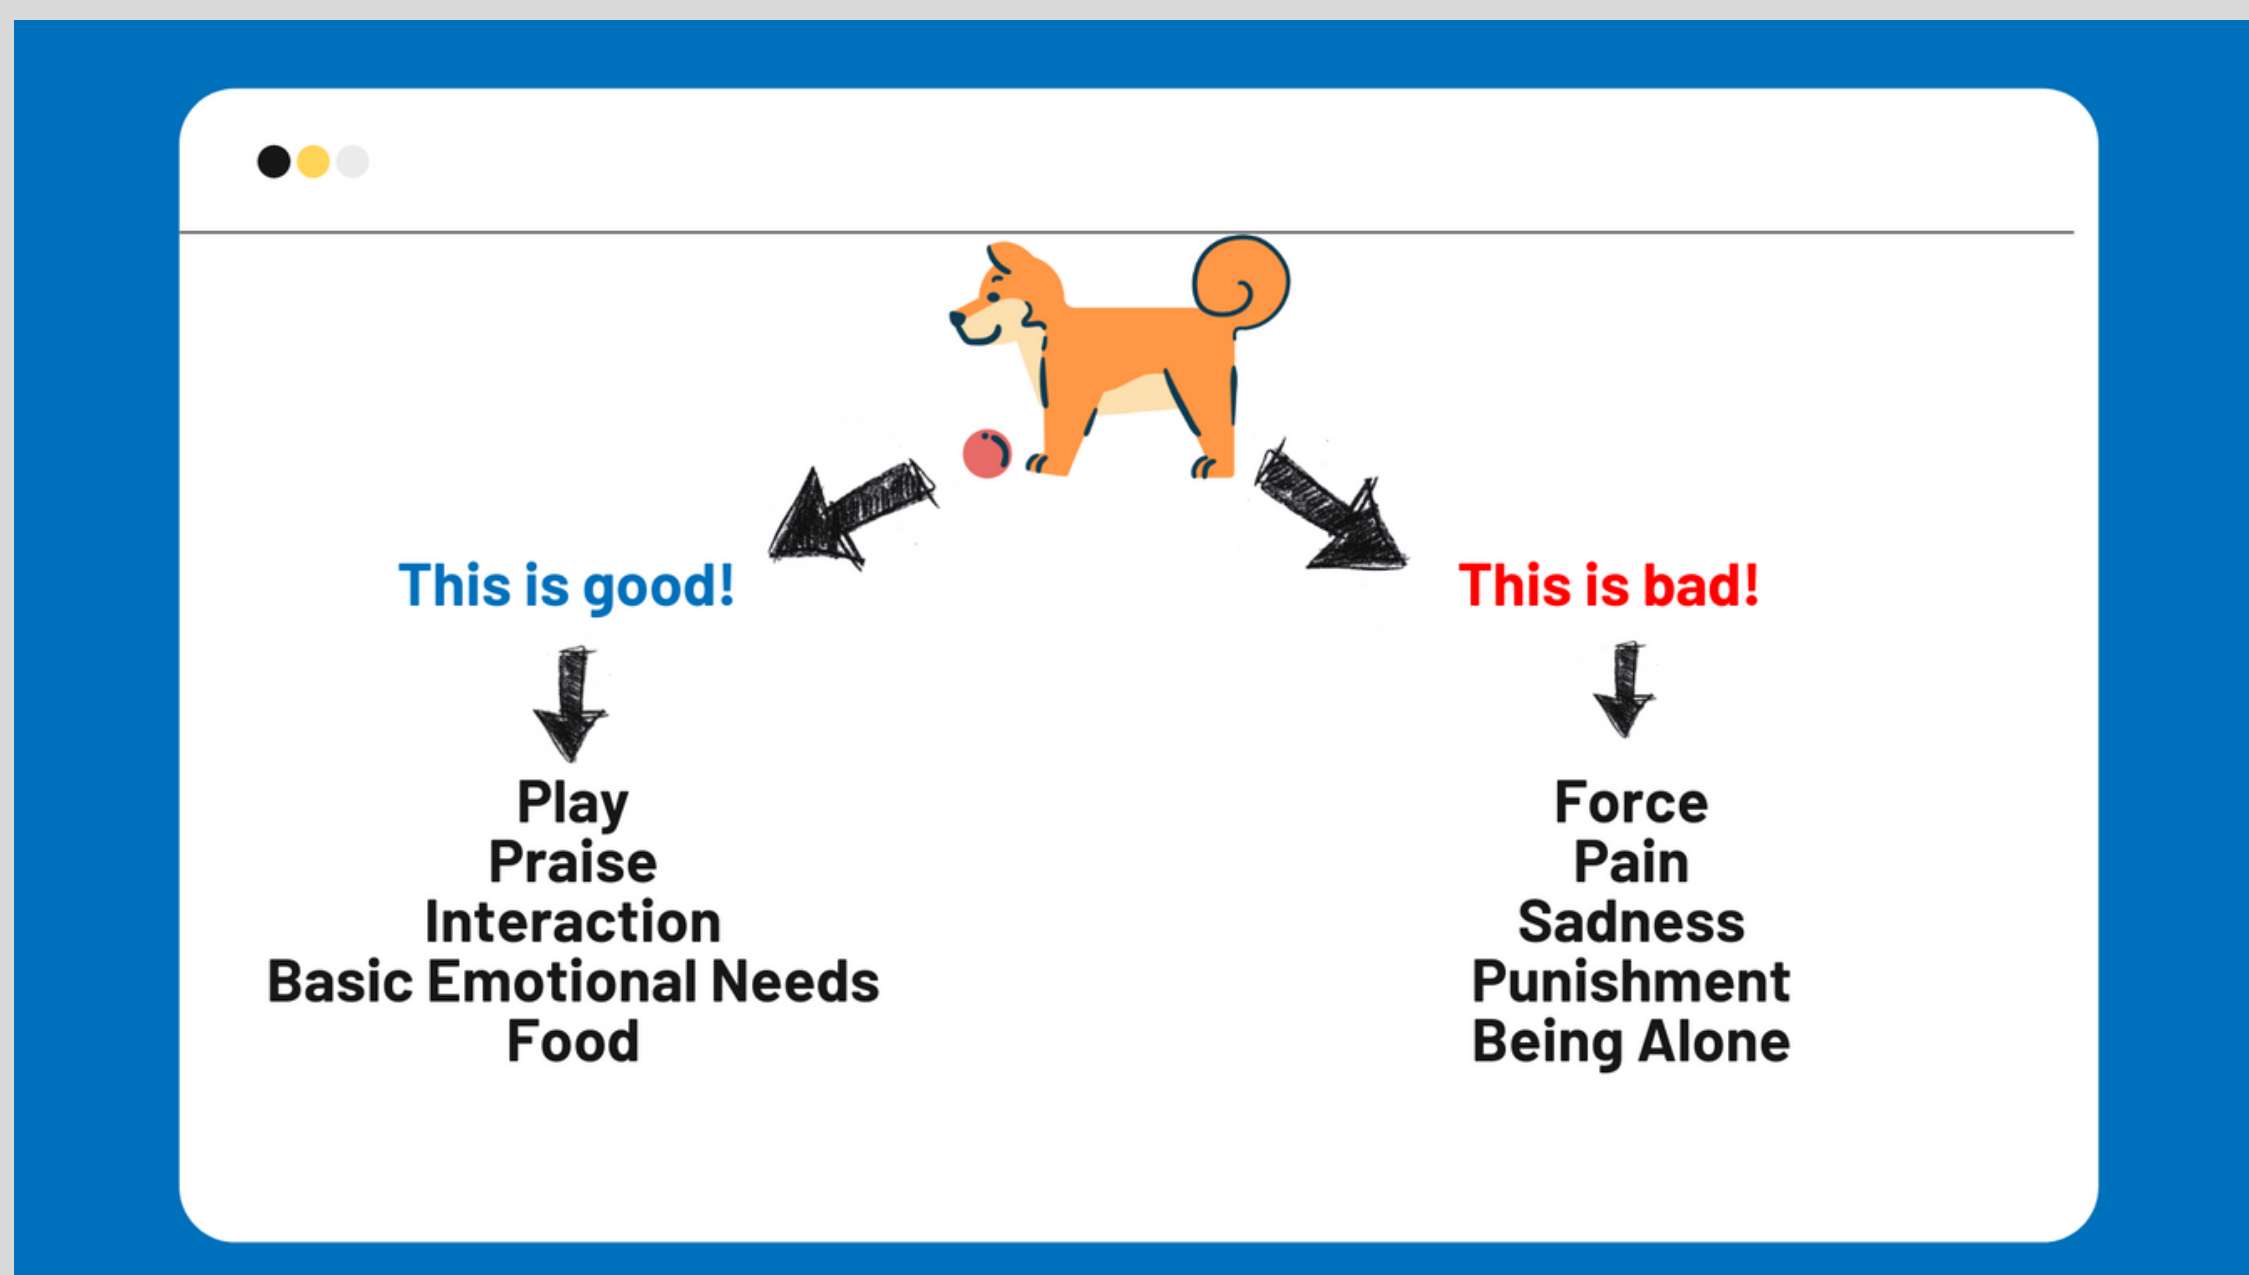 This is good!
Play
Praise
Interaction
Basic Emotional Needs
Food
This is bad!
Force
Pain
Sadness
Punishment
Being Alone